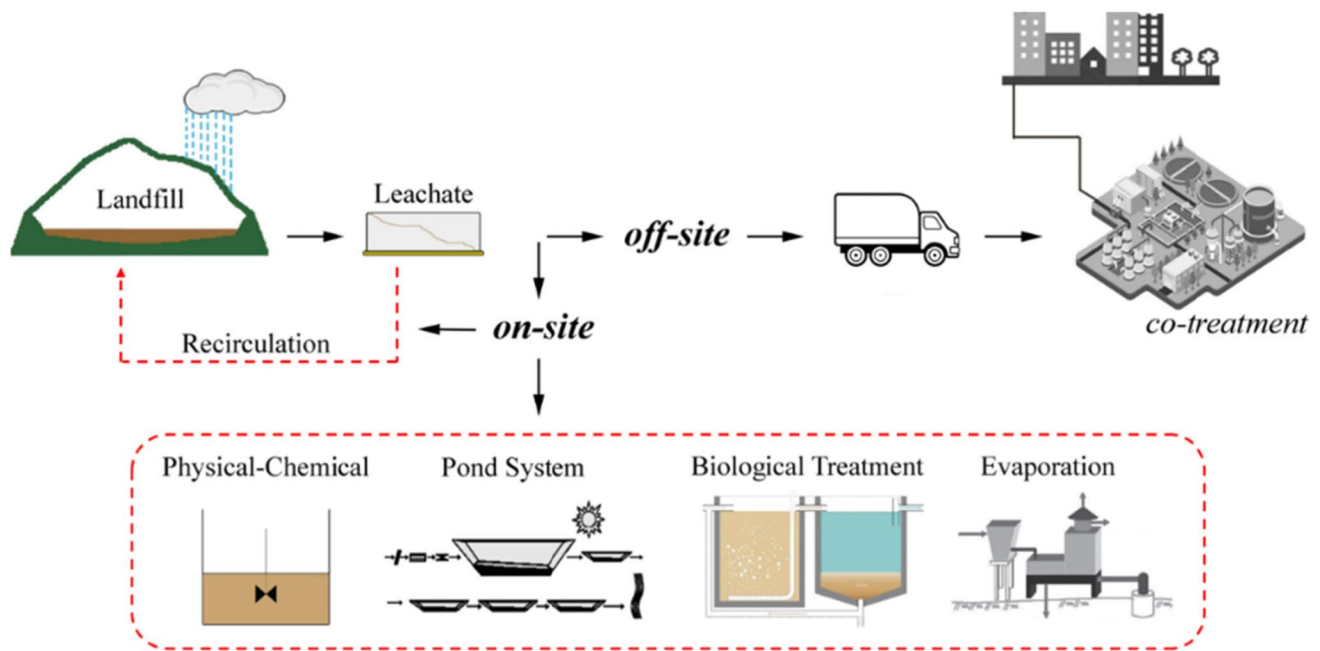 Landfill
Leachate
off-site
on-site
Recirculation
co-treatment
Physical-Chemical
Pond System
Biological Treatment
Evaporation